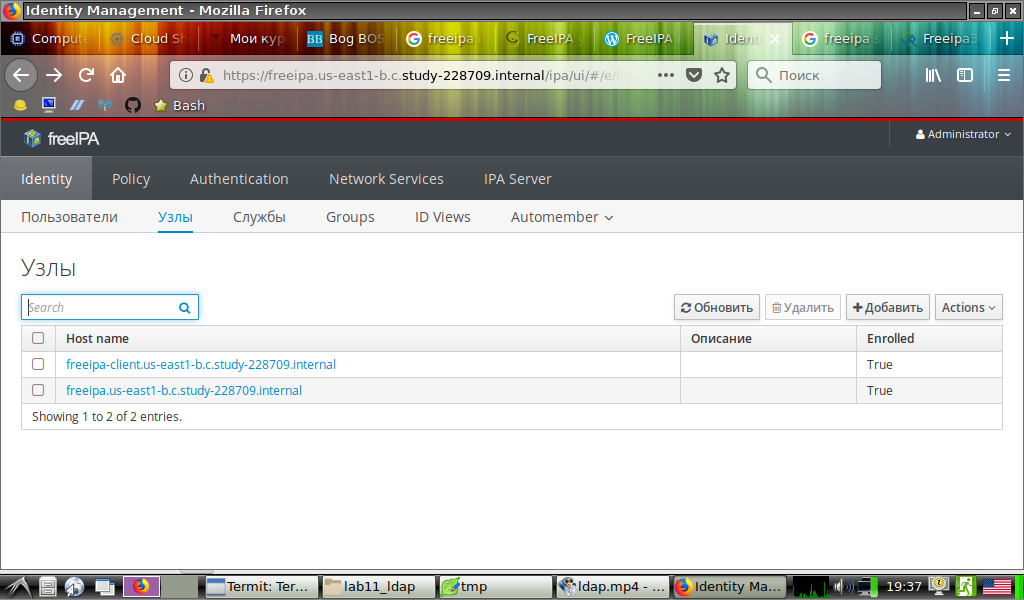 Identity Management - Mozilla Firefox
Compute Cloud Sh Мои кур Bog BOS freeipa FreeIPA FreeIPA Identi freeipa s Freeipa3
https://freeipa.us-east1-b.c.study-228709.internal/ipa/ui/#/e/ Поиск
Bash
freeIPA Administrator
Identity Policy Authentication Network Services IPA Server
Пользователи Узлы Службы Groups ID Views Automember
Узлы
Search Обновить Удалить Добавить Actions
Host name Описание Enrolled
freeipa-client.us-east1-b.c.study-228709.internal True
freeipa.us-east1-b.c.study-228709.internal True
Showing 1 to 2 of 2 entries.
Termit: Ter... lab11_ldap tmp ldap.mp4 - ... Identity Ma... 19:37